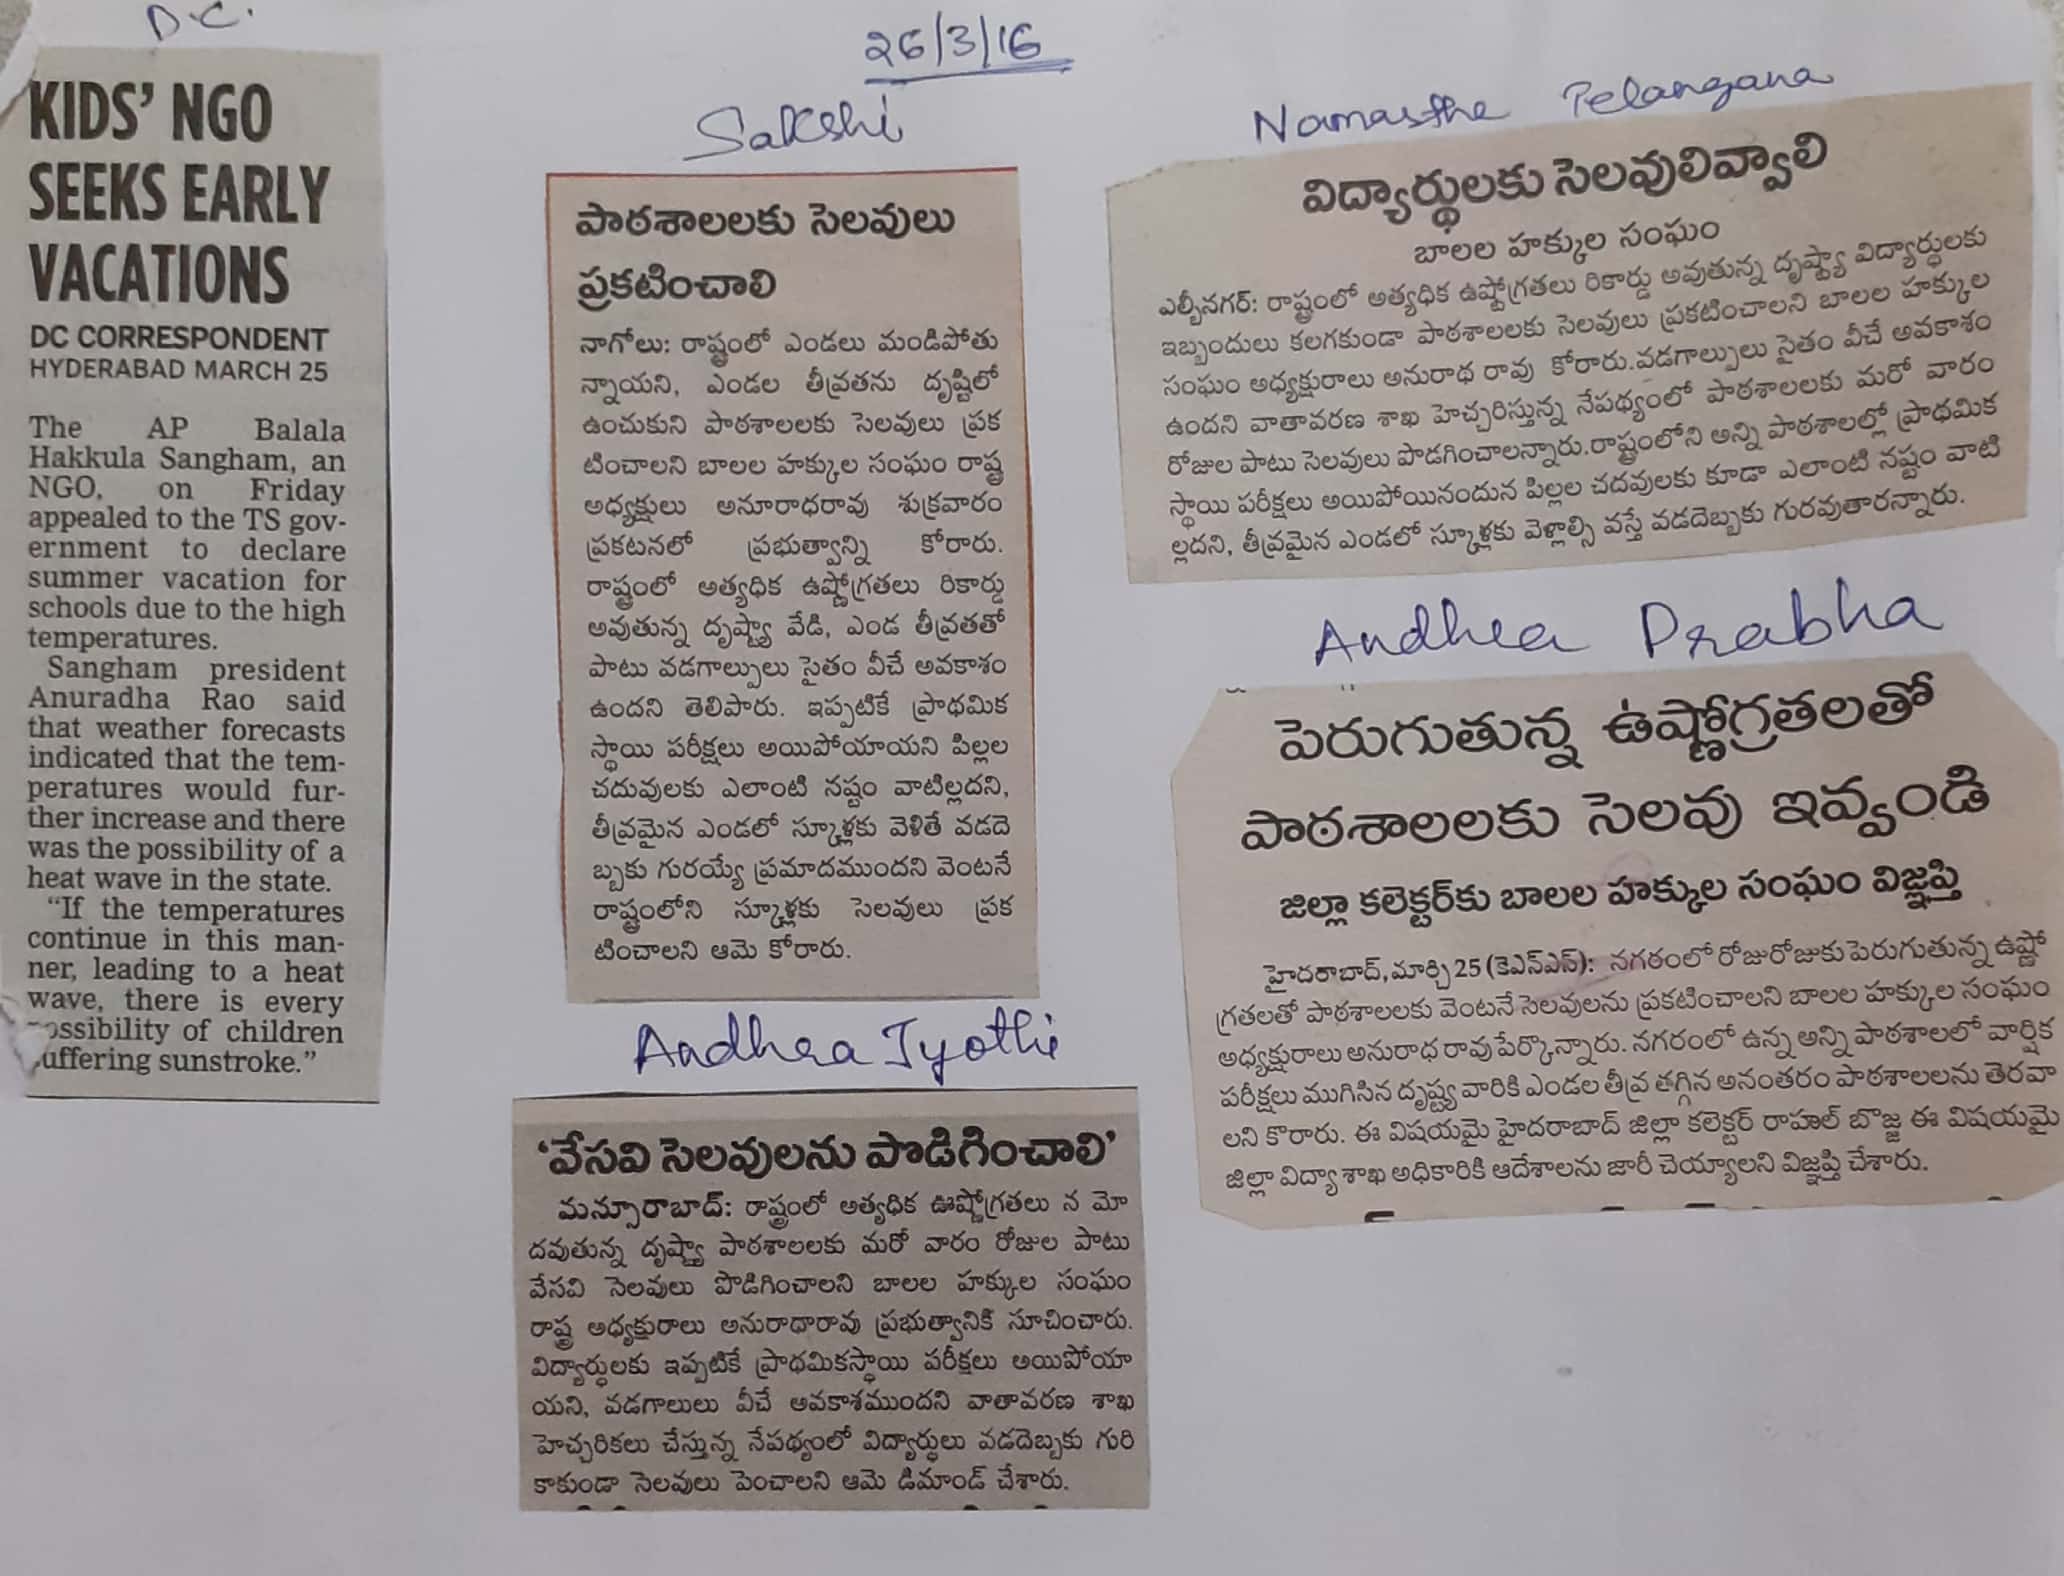 D.C.
26/3/16
KIDS' NGO
SEEKS EARLY
VACATIONS
DC CORRESPONDENT
HYDERABAD MARCH 25
The AP Balala
Hakkula Sangham, an
NGO, on Friday
appealed to the TS gov-
ernment to declare
summer vacation for
schools due to the high
temperatures.
Sangham president
Anuradha Rao said
that weather forecasts
indicated that the tem-
peratures would fur-
ther increase and there
was the possibility of a
heat wave in the state.
"If the temperatures
continue in this man-
ner, leading to a heat
wave, there is every
ossibility of children
uffering sunstroke."
Sakshi
పాఠశాలలకు సెలవులు
ప్రకటించాలి
నాగోలు: రాష్ట్రంలో ఎండలు మండిపోతు
న్నాయని, ఎండల తీవ్రతను దృష్టిలో
ఉంచుకుని పాఠశాలలకు సెలవులు ప్రక
టించాలని బాలల హక్కుల సంఘం రాష్ట్ర
అధ్యక్షులు అనూరాధరావు శుక్రవారం
ప్రకటనలో ప్రభుత్వాన్ని కోరారు.
రాష్ట్రంలో అత్యధిక ఉష్ణోగ్రతలు రికార్డు
అవుతున్న దృష్ట్యా వేడి, ఎండ తీవ్రతతో
పాటు వడగాల్పులు సైతం వీచే అవకాశం
ఉందని తెలిపారు. ఇప్పటికే ప్రాథమిక
స్థాయి పరీక్షలు అయిపోయాయని పిల్లల
చదువులకు ఎలాంటి నష్టం వాటిల్లదని,
తీవ్రమైన ఎండలో స్కూళ్లకు వెళితే వడదె
బ్బకు గురయ్యే ప్రమాదముందని వెంటనే
రాష్ట్రంలోని స్కూళ్లకు సెలవులు ప్రక
టించాలని ఆమె కోరారు.
Andhra Jyothi
'వేసవి సెలవులను పొడిగించాలి'
మన్సూరాబాద్: రాష్ట్రంలో అత్యధిక ఊష్ణోగ్రతలు న మో
దవుతున్న దృష్ట్యా పాఠశాలలకు మరో వారం రోజుల పాటు
వేసవి సెలవులు పొడిగించాలని బాలల హక్కుల సంఘం
రాష్ట్ర అధ్యక్షురాలు అనురాధారావు ప్రభుత్వానికి సూచించారు.
విద్యార్థులకు ఇప్పటికే ప్రాథమికస్థాయి పరీక్షలు అయిపోయా
యని, వడగాలులు వీచే అవకాశముందని వాతావరణ శాఖ
హెచ్చరికలు చేస్తున్న నేపథ్యంలో విద్యార్థులు వడదెబ్బకు గురి
కాకుండా సెలవులు పెంచాలని ఆమె డిమాండ్ చేశారు.
Namasthe Telangana
విద్యార్థులకు సెలవులివ్వాలి
బాలల హక్కుల సంఘం
ఎల్బీనగర్: రాష్ట్రంలో అత్యధిక ఉష్టోగ్రతలు రికార్డు అవుతున్న దృష్ట్యా విద్యార్థులకు
ఇబ్బందులు కలగకుండా పాఠశాలలకు సెలవులు ప్రకటించాలని బాలల హక్కుల
సంఘం అధ్యక్షురాలు అనురాధ రావు కోరారు.వడగాల్పులు సైతం వీచే అవకాశం
ఉందని వాతావరణ శాఖ హెచ్చరిస్తున్న నేపథ్యంలో పాఠశాలలకు మరో వారం
రోజుల పాటు సెలవులు పొడగించాలన్నారు.రాష్ట్రంలోని అన్ని పాఠశాలల్లో ప్రాథమిక
స్థాయి పరీక్షలు అయిపోయినందున పిల్లల చదవులకు కూడా ఎలాంటి నష్టం వాటి
ల్లదని, తీవ్రమైన ఎండలో స్కూళ్లకు వెళ్లాల్సి వస్తే వడదెబ్బకు గురవుతారన్నారు.
Andhra Prabha
పెరుగుతున్న ఉష్ణోగ్రతలతో
పాఠశాలలకు సెలవు ఇవ్వండి
జిల్లా కలెక్టర్‌కు బాలల హక్కుల సంఘం విజ్ఞప్తి
హైదరాబాద్, మార్చి 25 (కెఎన్ఎస్): నగరంలో రోజురోజుకు పెరుగుతున్న ఉష్ణో
గ్రతలతో పాఠశాలలకు వెంటనే సెలవులను ప్రకటించాలని బాలల హక్కుల సంఘం
అధ్యక్షురాలు అనురాధ రావు పేర్కొన్నారు. నగరంలో ఉన్న అన్ని పాఠశాలలో వార్షిక
పరీక్షలు ముగిసిన దృష్ట్య వారికి ఎండల తీవ్ర తగ్గిన అనంతరం పాఠశాలలను తెరవా
లని కొరారు. ఈ విషయమై హైదరాబాద్ జిల్లా కలెక్టర్ రాహుల్ బొజ్జ ఈ విషయమై
జిల్లా విద్యా శాఖ అధికారికి ఆదేశాలను జారీ చెయ్యాలని విజ్ఞప్తి చేశారు.